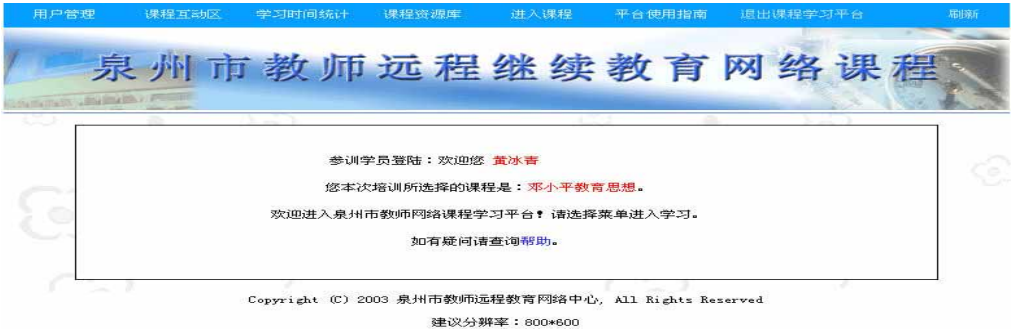 用户管理 课程互动区 学习时间统计 课程资源库 进入课程 平台使用指南 退出课程学习平台 刷新
泉州市教师远程继续教育网络课程
参训学员登陆：欢迎您 黄冰青
您本次培训所选择的课程是：邓小平教育思想。
欢迎进入泉州市教师网络课程学习平台！请选择菜单进入学习。
如有疑问请查询帮助。
Copyright (C) 2003 泉州市教师远程教育网络中心, All Rights Reserved
建议分辨率：800*600